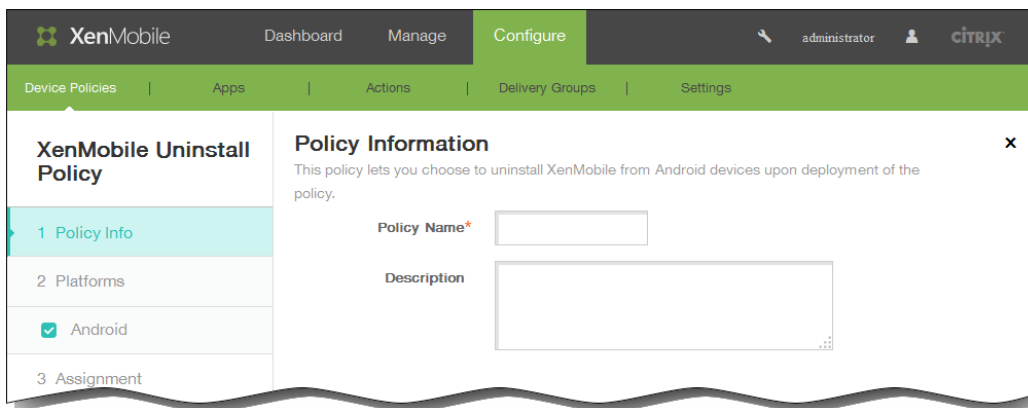 XenMobile Dashboard Manage Configure administrator CİTRIX
Device Policies | Apps | Actions | Delivery Groups | Settings
XenMobile Uninstall
Policy
1 Policy Info
2 Platforms
Android
3 Assignment
Policy Information
x
This policy lets you choose to uninstall XenMobile from Android devices upon deployment of the
policy.
Policy Name*
Description